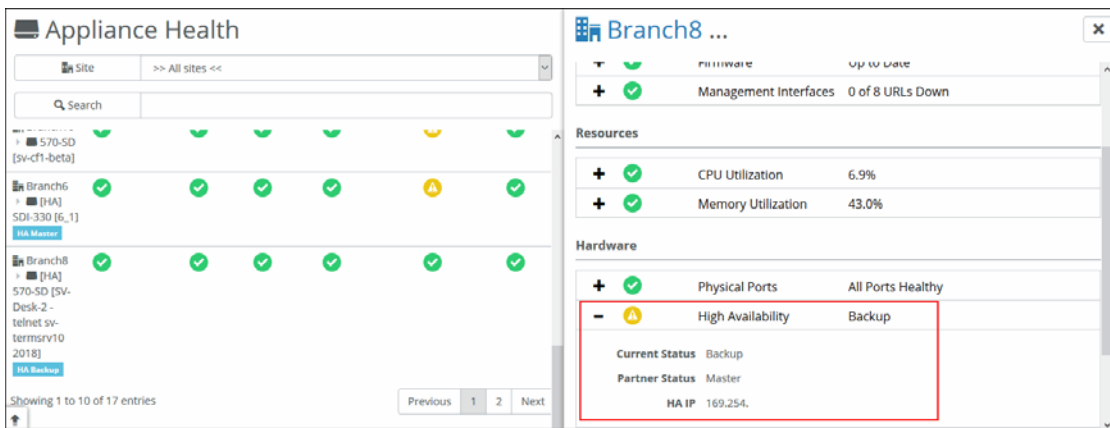 Appliance Health
Site
>> All sites <<
Search
› 570-SD
[sv-cf1-beta]
Branch6
› [HA]
SDI-330 [6_1]
HA Master
Branch8
› [HA]
570-SD [SV-
Desk-2 -
telnet sv-
termsrv10
2018]
HA Backup
Showing 1 to 10 of 17 entries
Previous 1 2 Next
Branch8 ...
Firmware Up to Date
Management Interfaces 0 of 8 URLs Down
Resources
CPU Utilization 6.9%
Memory Utilization 43.0%
Hardware
Physical Ports All Ports Healthy
High Availability Backup
Current Status Backup
Partner Status Master
HA IP 169.254.